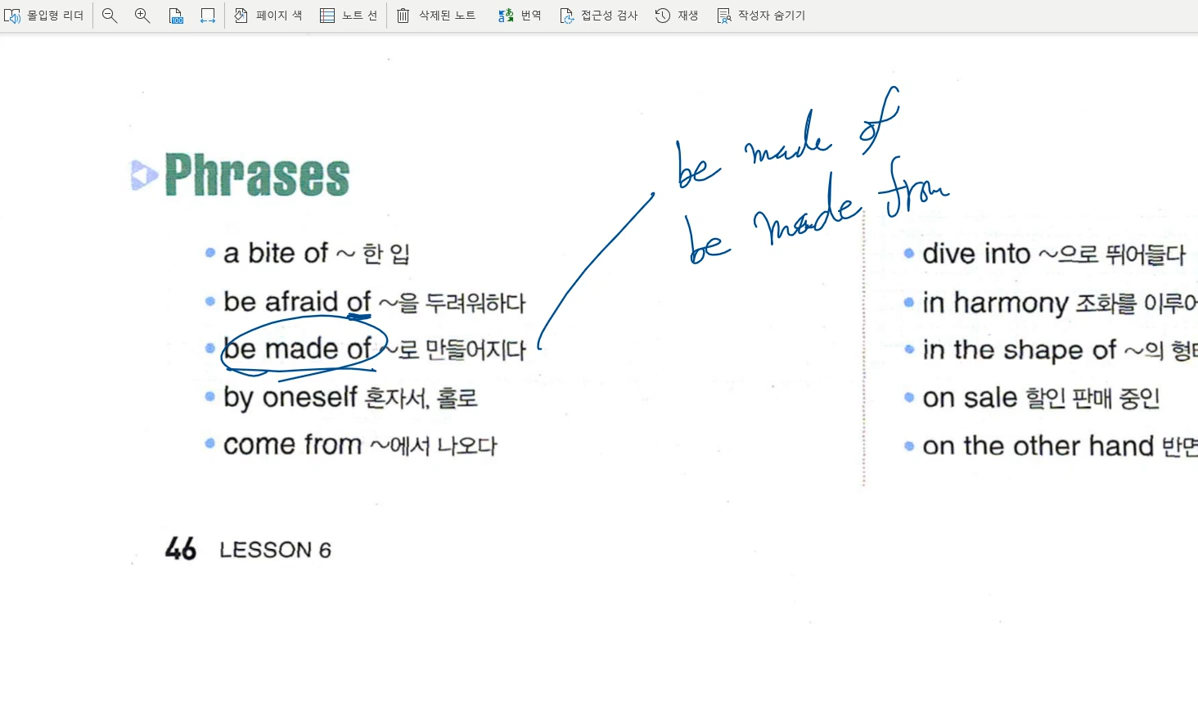 몰입형 리더 페이지 색 노트 선 삭제된 노트 번역 접근성 검사 재생 작성자 숨기기
be made of
be made from
Phrases
a bite of ~ 한 입
be afraid of ~을 두려워하다
be made of ~로 만들어지다
by oneself 혼자서, 홀로
come from ~에서 나오다
dive into ~으로 뛰어들다
in harmony 조화를 이루어
in the shape of ~의 형태
on sale 할인 판매 중인
on the other hand 반면
46 LESSON 6